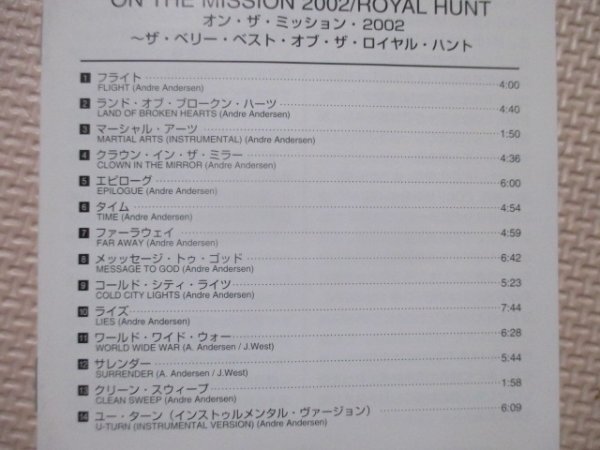 ON THE MISSION 2002/ROYAL HUNT
オン・ザ・ミッション・2002
〜ザ・ベリー・ベスト・オブ・ザ・ロイヤル・ハント
1 フライト 4:00
FLIGHT (Andre Andersen)
2 ランド・オブ・ブロークン・ハーツ 4:40
LAND OF BROKEN HEARTS (Andre Andersen)
3 マーシャル・アーツ 1:50
MARTIAL ARTS (INSTRUMENTAL) (Andre Andersen)
4 クラウン・イン・ザ・ミラー 4:36
CLOWN IN THE MIRROR (Andre Andersen)
5 エピローグ 6:00
EPILOGUE (Andre Andersen)
6 タイム 4:54
TIME (Andre Andersen)
7 ファーラウェイ 4:59
FAR AWAY (Andre Andersen)
8 メッッセージ・トゥ・ゴッド 6:42
MESSAGE TO GOD (Andre Andersen)
9 コールド・シティ・ライツ 5:23
COLD CITY LIGHTS (Andre Andersen)
10 ライズ 7:44
LIES (Andre Andersen)
11 ワールド・ワイド・ウォー 6:28
WORLD WIDE WAR (A. Andersen / J.West)
12 サレンダー 5:44
SURRENDER (A. Andersen / J.West)
13 クリーン・スウィープ 1:58
CLEAN SWEEP (Andre Andersen)
14 ユー・ターン（インストゥルメンタル・ヴァージョン） 6:09
U-TURN (INSTRUMENTAL VERSION) (Andre Andersen)